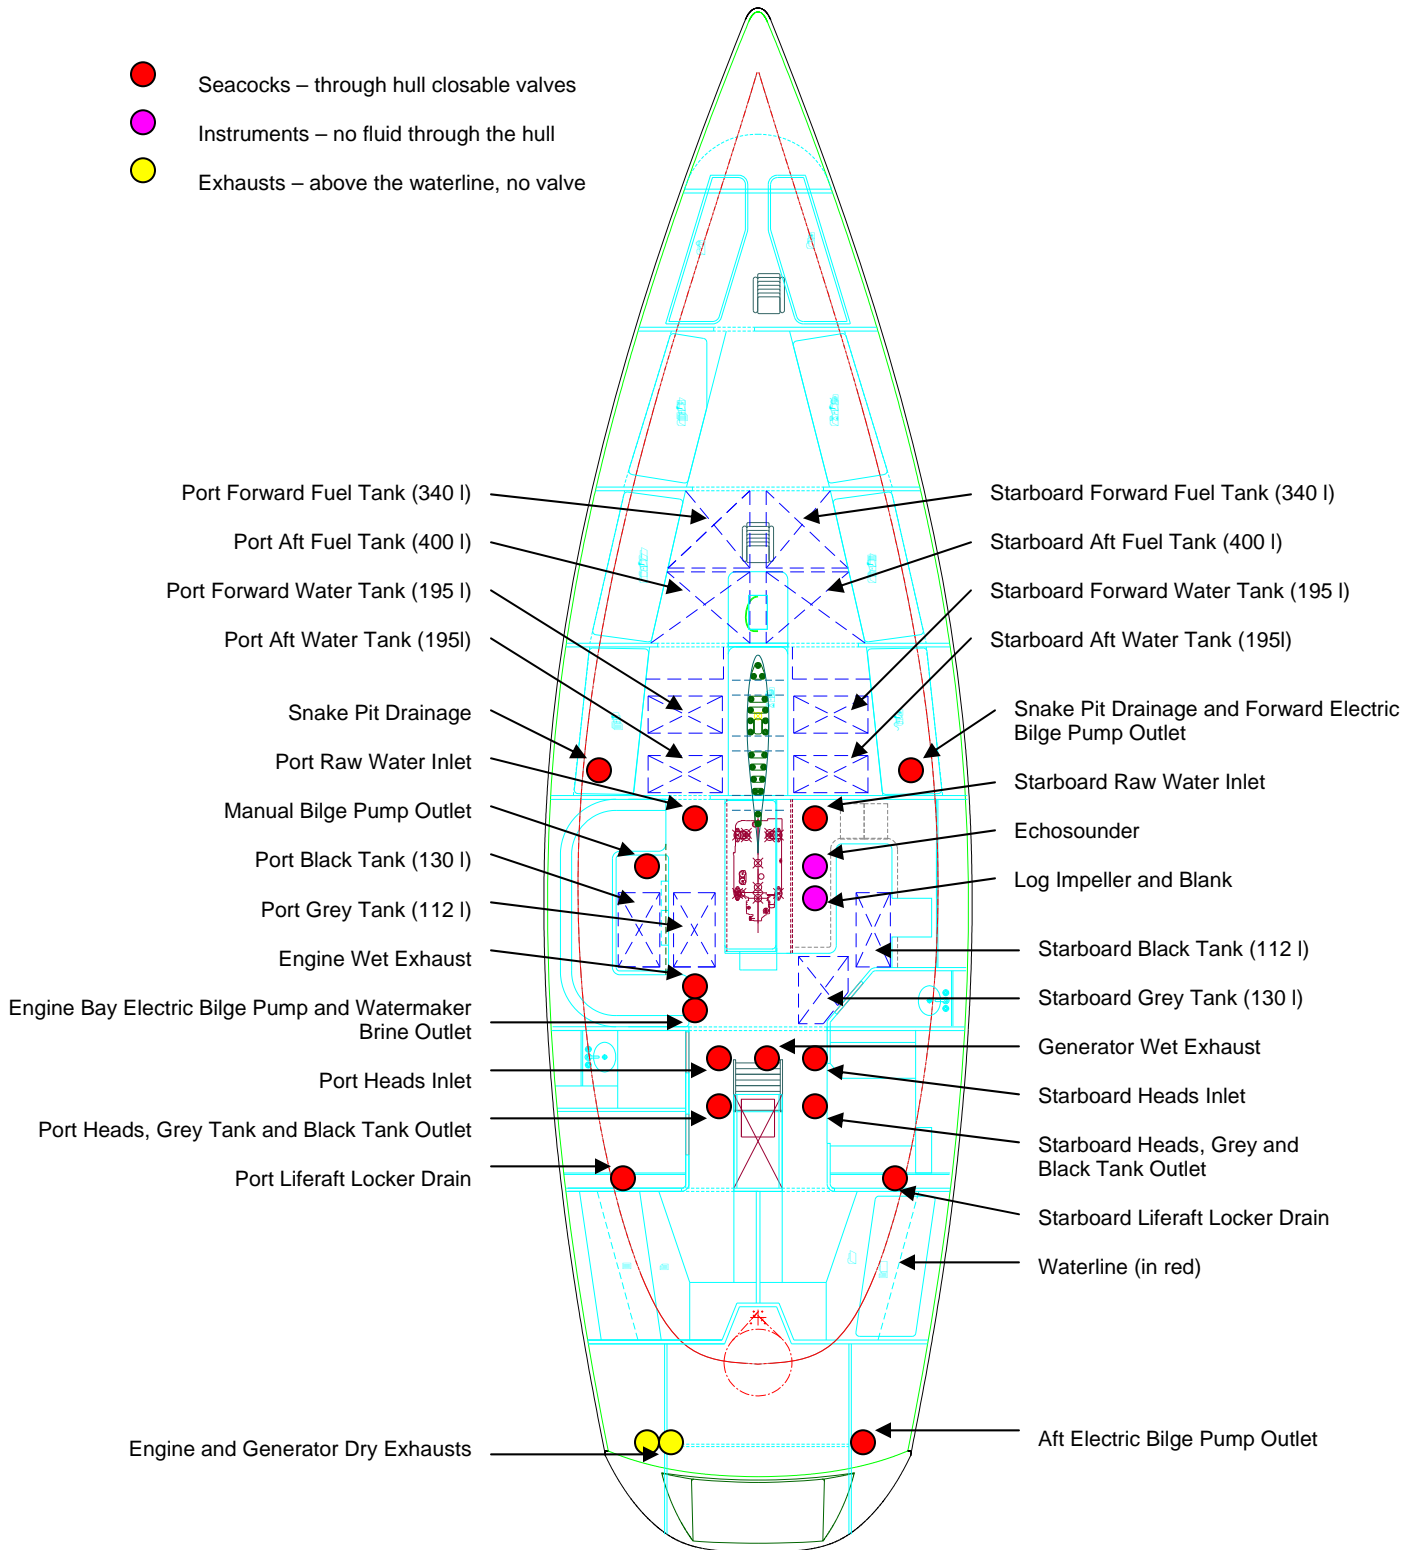 Seacocks – through hull closable valves
Instruments – no fluid through the hull
Exhausts – above the waterline, no valve
Port Forward Fuel Tank (340 l)
Port Aft Fuel Tank (400 l)
Port Forward Water Tank (195 l)
Port Aft Water Tank (195l)
Snake Pit Drainage
Port Raw Water Inlet
Manual Bilge Pump Outlet
Port Black Tank (130 l)
Port Grey Tank (112 l)
Engine Wet Exhaust
Engine Bay Electric Bilge Pump and Watermaker
Brine Outlet
Port Heads Inlet
Port Heads, Grey Tank and Black Tank Outlet
Port Liferaft Locker Drain
Engine and Generator Dry Exhausts
Starboard Forward Fuel Tank (340 l)
Starboard Aft Fuel Tank (400 l)
Starboard Forward Water Tank (195 l)
Starboard Aft Water Tank (195l)
Snake Pit Drainage and Forward Electric
Bilge Pump Outlet
Starboard Raw Water Inlet
Echosounder
Log Impeller and Blank
Starboard Black Tank (112 l)
Starboard Grey Tank (130 l)
Generator Wet Exhaust
Starboard Heads Inlet
Starboard Heads, Grey and
Black Tank Outlet
Starboard Liferaft Locker Drain
Waterline (in red)
Aft Electric Bilge Pump Outlet